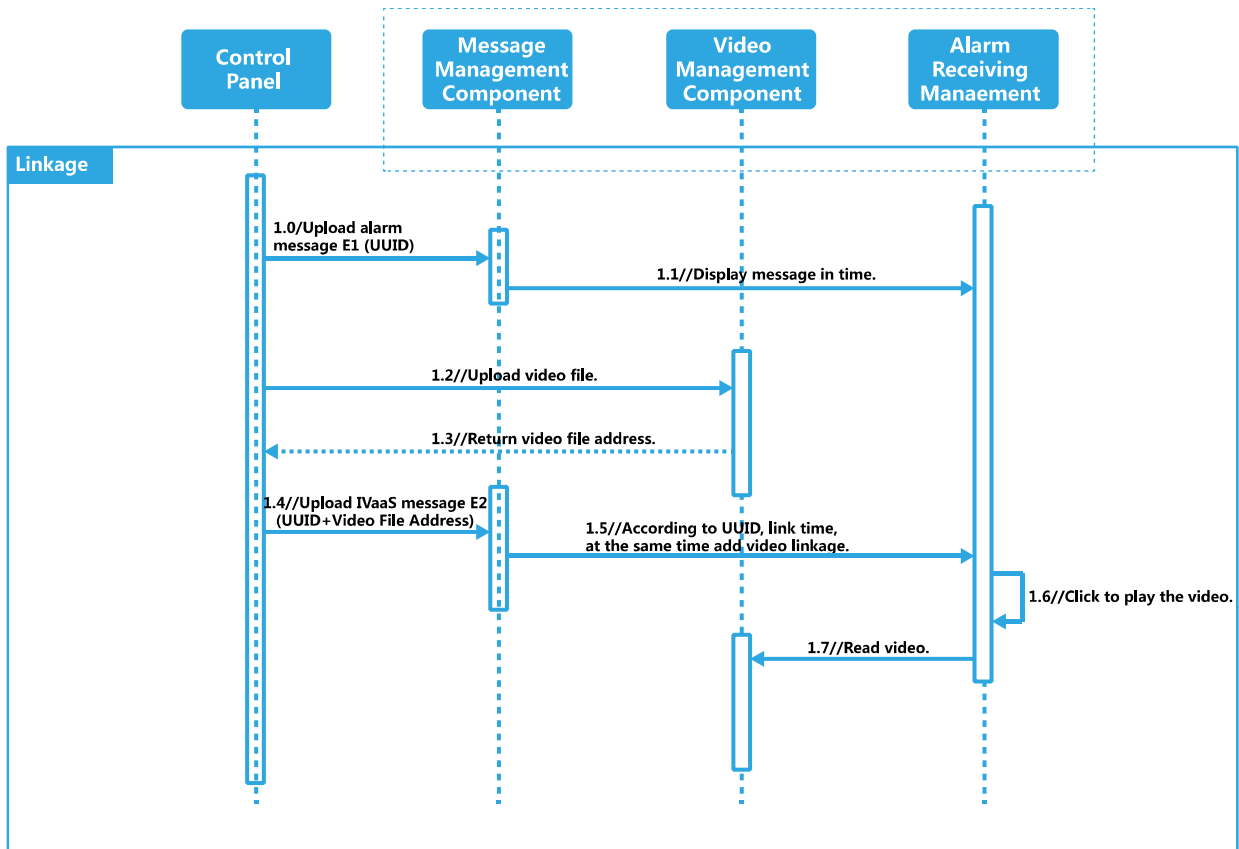 Control
Panel
Message
Management
Component
Video
Management
Component
Alarm
Receiving
Manaement
Linkage
1.0/Upload alarm
message E1 (UUID)
1.1//Display message in time.
1.2//Upload video file.
1.3//Return video file address.
1.4//Upload IVaaS message E2
(UUID+Video File Address)
1.5//According to UUID, link time,
at the same time add video linkage.
1.6//Click to play the video.
1.7//Read video.